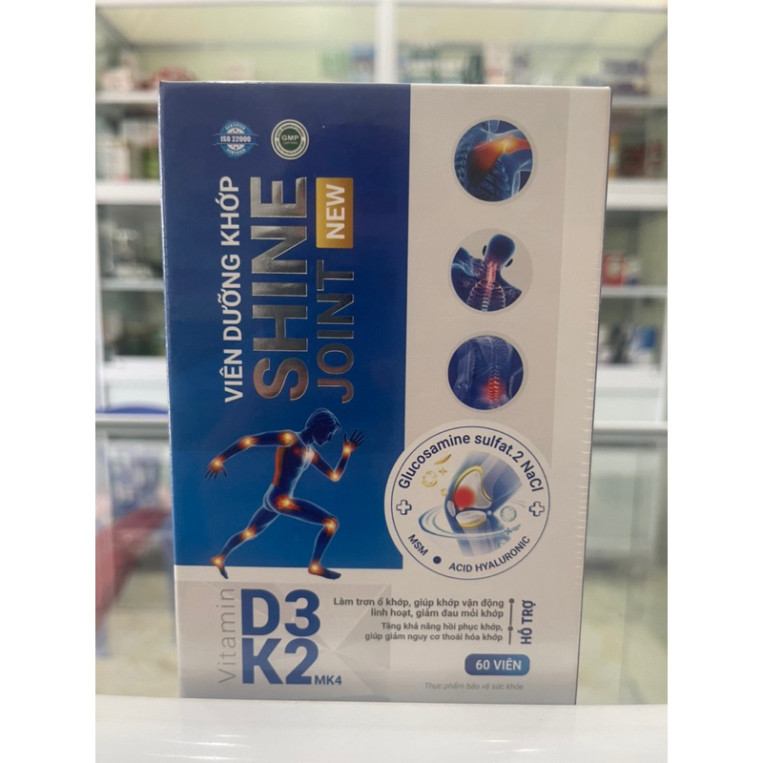 ISO 22000
GMP
VIÊN DƯỠNG KHỚP
SHINE
JOINT
NEW
Glucosamine sulfat.2 NaCl
MSM • ACID HYALURONIC
Vitamin
D3
K2
MK4
Làm trơn ổ khớp, giúp khớp vận động
linh hoạt, giảm đau mỏi khớp
Tăng khả năng hồi phục khớp,
giúp giảm nguy cơ thoái hóa khớp
HỖ TRỢ
60 VIÊN
Thực phẩm bảo vệ sức khỏe